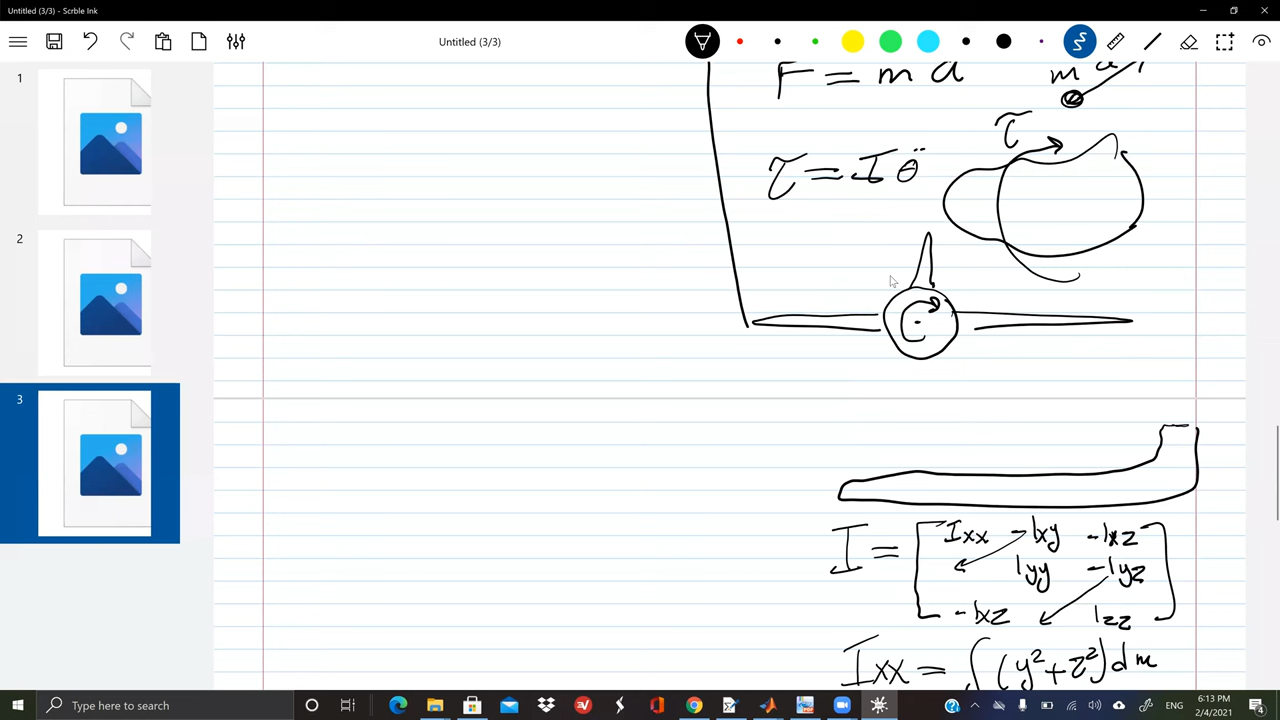 Untitled (3/3) - Scrble Ink
Untitled (3/3)
1
2
3
F = m a
m
τ
τ = I θ̈
I = [ Ixx -Ixy -Ixz
Iyy -Iyz
-Ixz Izz ]
Ixx = ∫ (y² + z²) dm
Type here to search
6:13 PM
2/4/2021
4